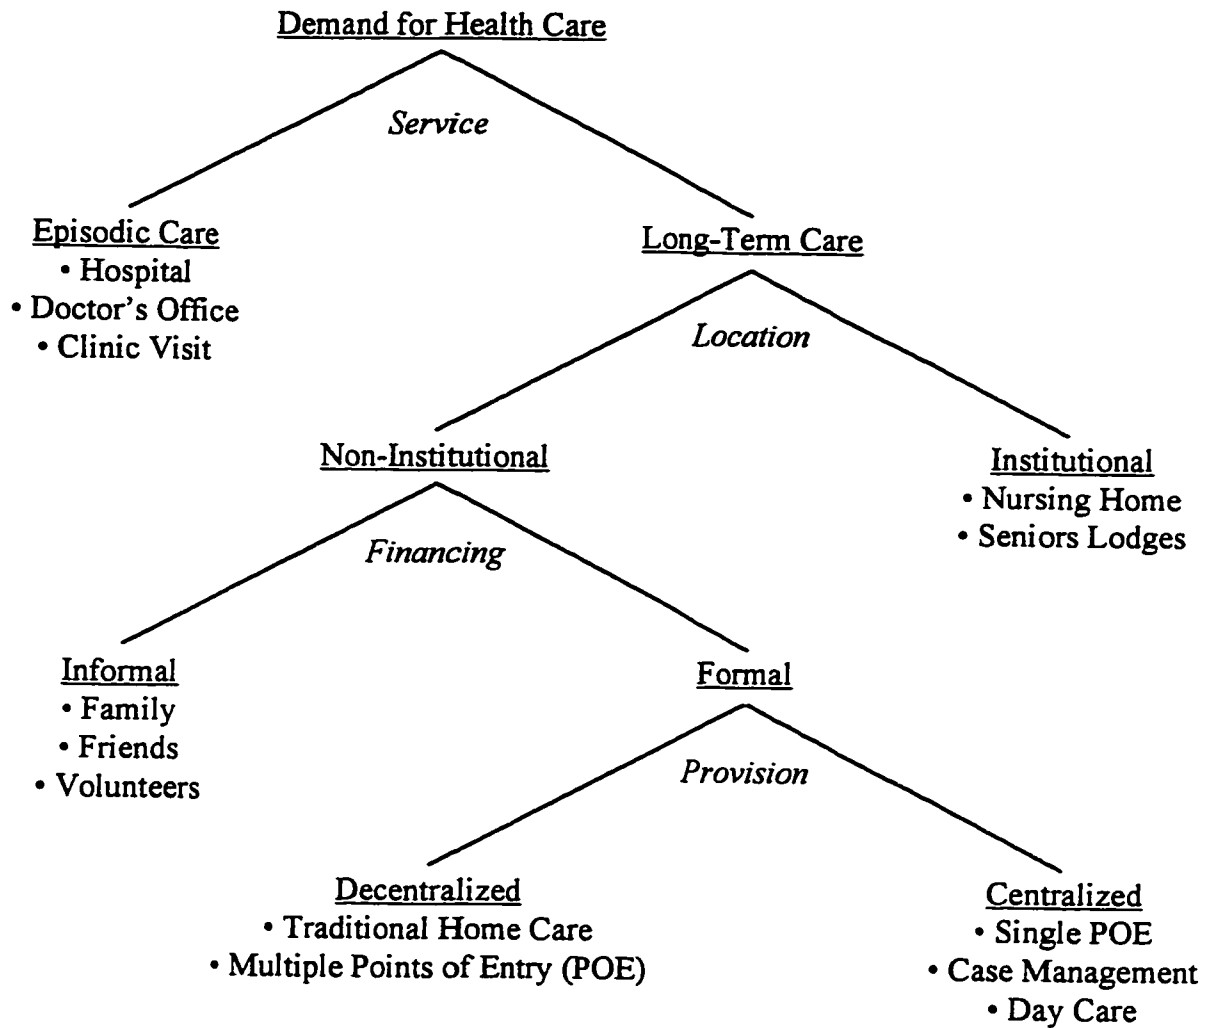 Demand for Health Care
Service
Episodic Care
• Hospital
• Doctor's Office
• Clinic Visit
Long-Term Care
Location
Non-Institutional
Institutional
• Nursing Home
• Seniors Lodges
Financing
Informal
• Family
• Friends
• Volunteers
Formal
Provision
Decentralized
• Traditional Home Care
• Multiple Points of Entry (POE)
Centralized
• Single POE
• Case Management
• Day Care